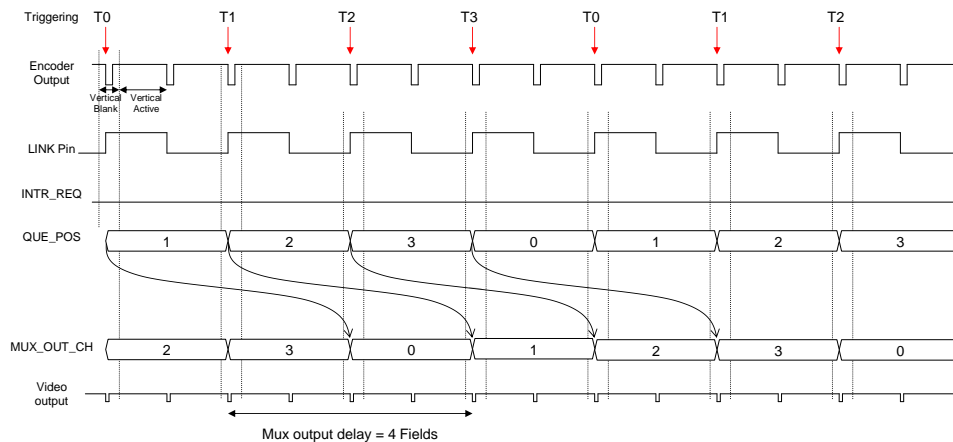 Triggering T0 T1 T2 T3 T0 T1 T2
Encoder
Output
Vertical
Blank
Vertical
Active
LINK Pin
INTR_REQ
QUE_POS 1 2 3 0 1 2 3
MUX_OUT_CH 2 3 0 1 2 3 0
Video
output
Mux output delay = 4 Fields